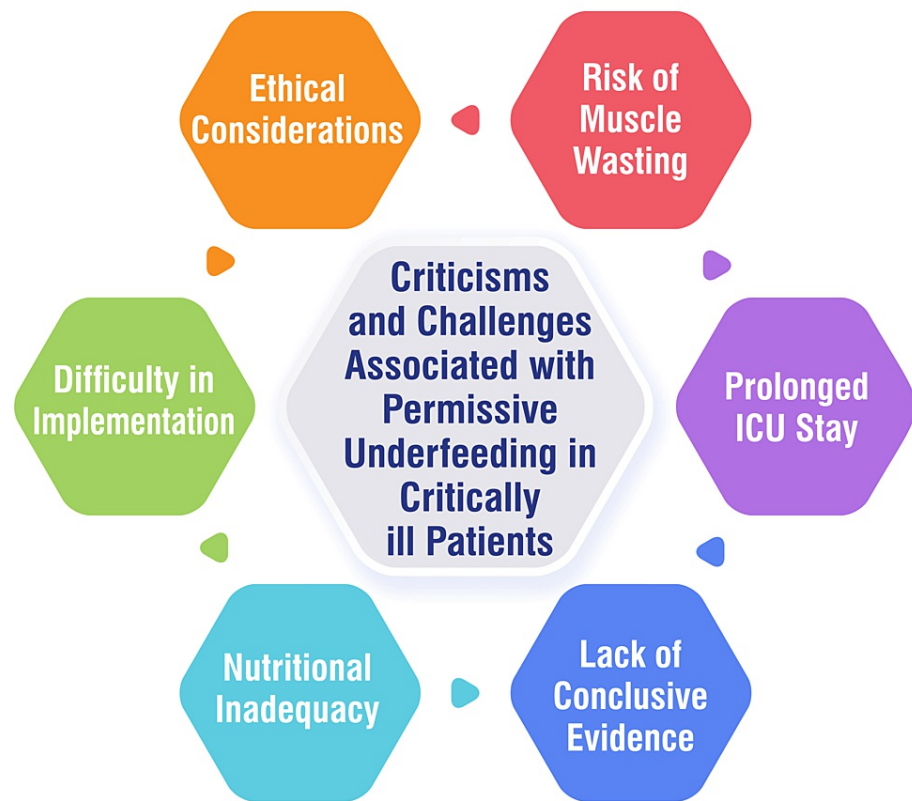 Ethical
Considerations
Risk of
Muscle
Wasting
Criticisms
and Challenges
Associated with
Permissive
Underfeeding in
Critically
ill Patients
Difficulty in
Implementation
Prolonged
ICU Stay
Nutritional
Inadequacy
Lack of
Conclusive
Evidence